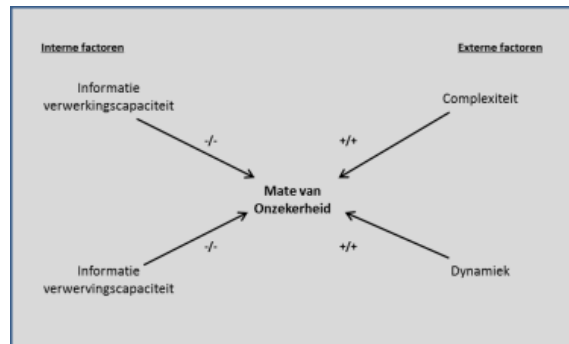 Interne factoren
Externe factoren
Informatie
verwerkingscapaciteit
Complexiteit
-/-
+/+
Mate van
Onzekerheid
-/-
+/+
Informatie
verwervingscapaciteit
Dynamiek